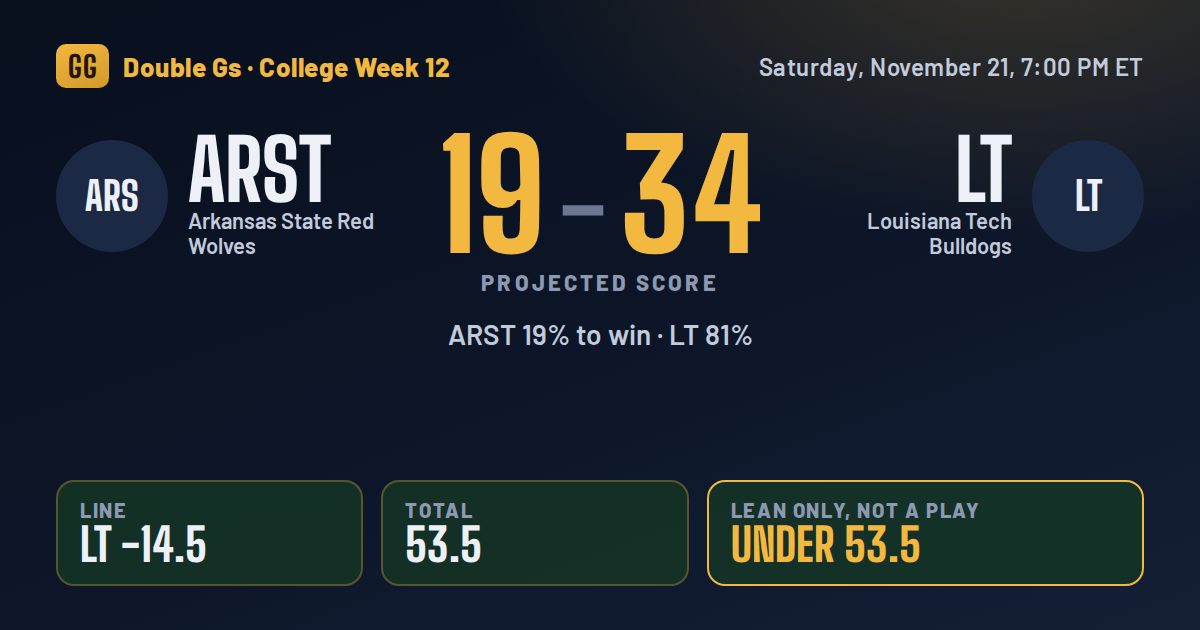 GG
Double Gs · College Week 12
Saturday, November 21, 7:00 PM ET
ARS
ARST
Arkansas State Red
Wolves
19 – 34
PROJECTED SCORE
ARST 19% to win · LT 81%
LT
Louisiana Tech
Bulldogs
LT
LINE
LT −14.5
TOTAL
53.5
LEAN ONLY, NOT A PLAY
UNDER 53.5